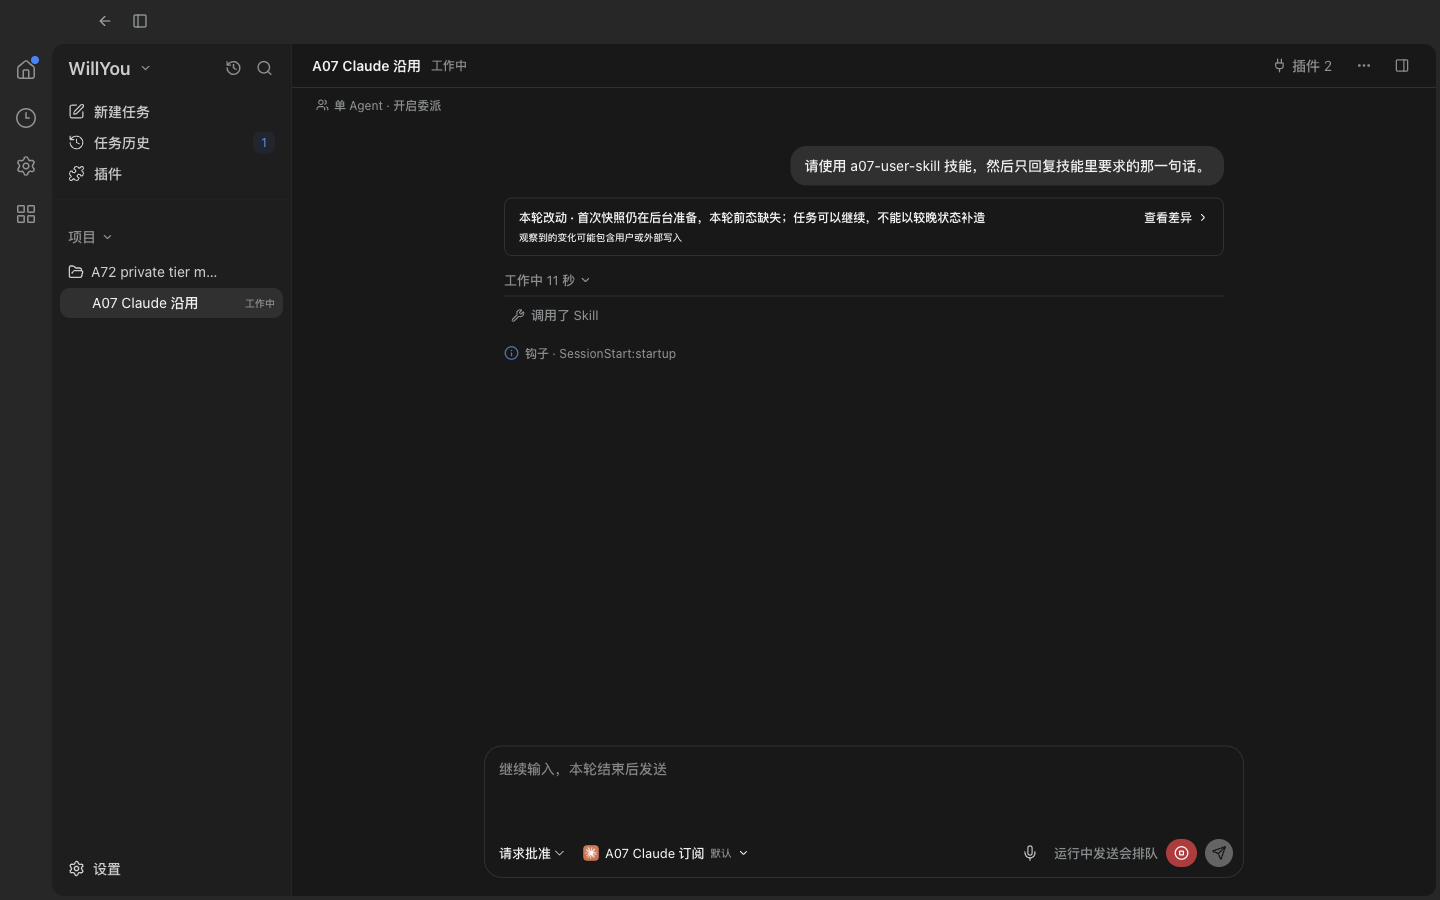 WillYou
新建任务
任务历史 1
插件
项目
A72 private tier m...
A07 Claude 沿用 工作中
设置
A07 Claude 沿用 工作中
插件 2
单 Agent · 开启委派
请使用 a07-user-skill 技能，然后只回复技能里要求的那一句话。
本轮改动 · 首次快照仍在后台准备，本轮前态缺失；任务可以继续，不能以较晚状态补造 查看差异
观察到的变化可能包含用户或外部写入
工作中 11 秒
调用了 Skill
钩子 · SessionStart:startup
继续输入，本轮结束后发送
请求批准 A07 Claude 订阅 默认 运行中发送会排队